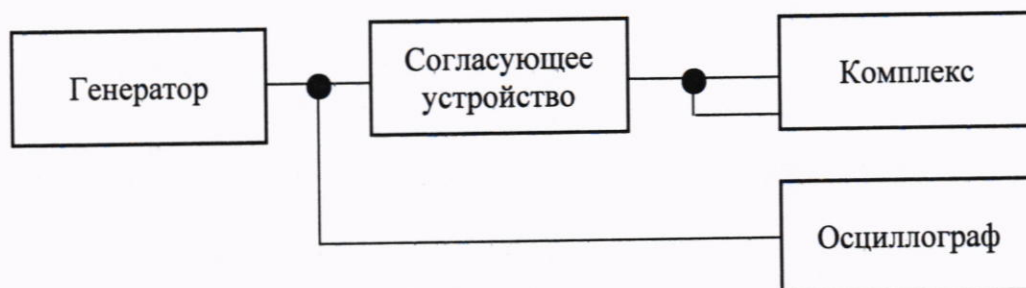 Генератор
Согласующее
устройство
Комплекс
Осциллограф